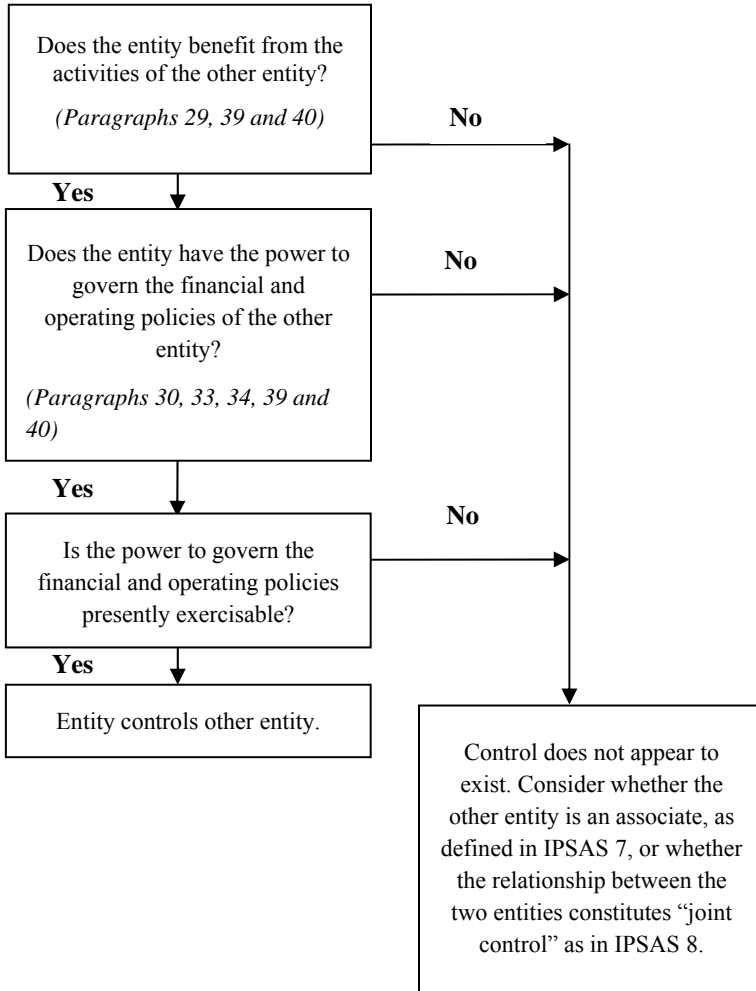 Does the entity benefit from the
activities of the other entity?
(Paragraphs 29, 39 and 40)
No
Yes
Does the entity have the power to
govern the financial and
operating policies of the other
entity?
(Paragraphs 30, 33, 34, 39 and
40)
No
Yes
Is the power to govern the
financial and operating policies
presently exercisable?
No
Yes
Entity controls other entity.
Control does not appear to
exist. Consider whether the
other entity is an associate, as
defined in IPSAS 7, or whether
the relationship between the
two entities constitutes “joint
control” as in IPSAS 8.